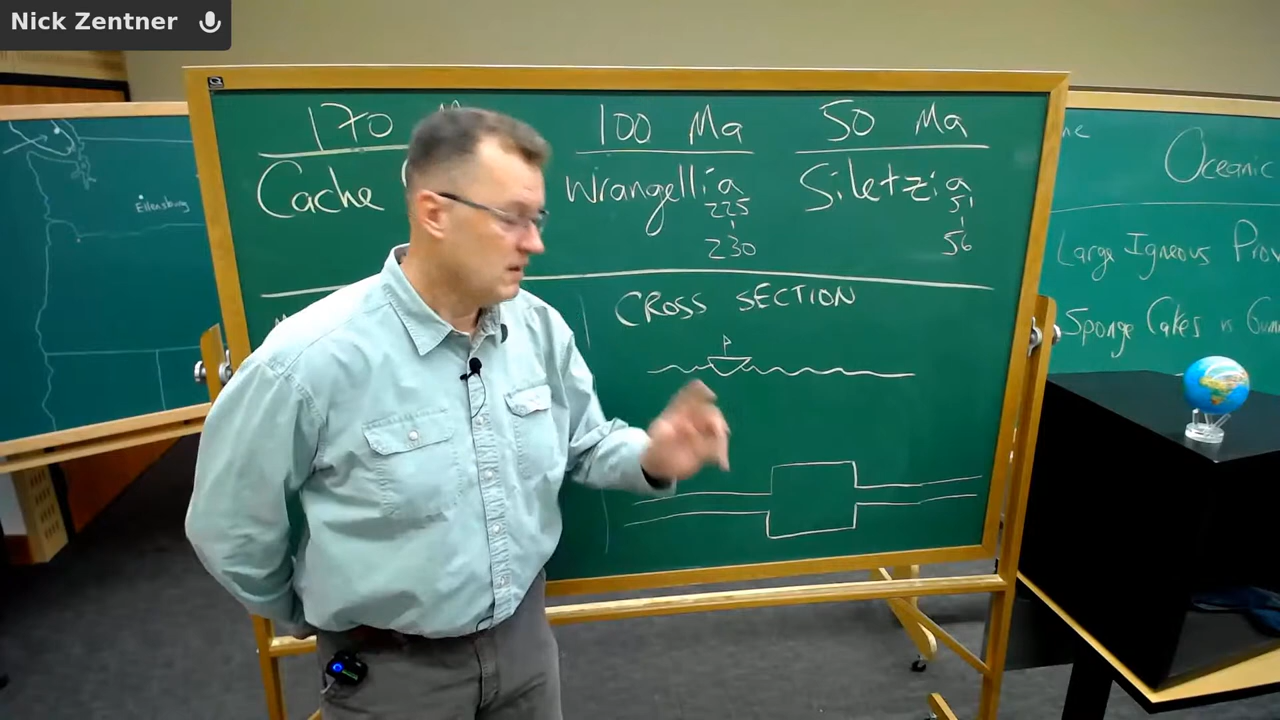 Nick Zentner
Ellensburg
170
Cache
100 Ma
Wrangellia
225
230
50 Ma
Siletzia
51
56
CROSS SECTION
Oceanic
Large Igneous
Sponge Cakes vs